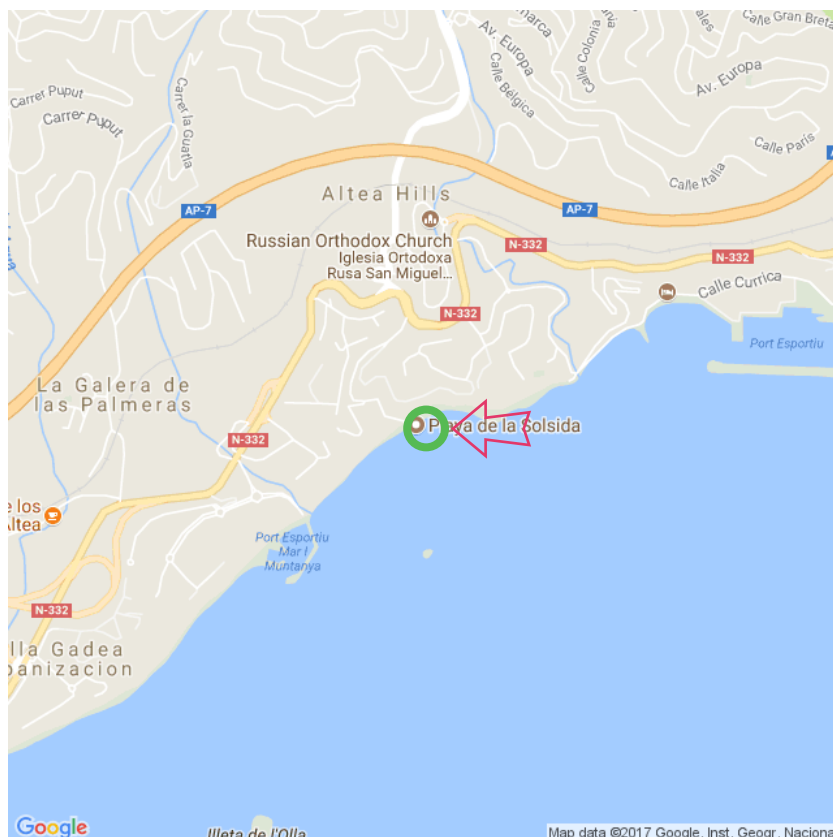 Calle Gran Bret
Av. Europa
Calle Colonia
Calle Bélgica
Av. Europa
Carrer Puput
Carrer Puput
Carrer la Guatla
Calle París
Calle Italia
AP-7
AP-7
Altea Hills
Russian Orthodox Church
Iglesia Ortodoxa
Rusa San Miguel...
N-332
N-332
Calle Currica
N-332
Port Esportiu
La Galera de
las Palmeras
Playa de la Solsida
N-332
e los
Altea
Port Esportiu
Mar I
Muntanya
N-332
lla Gadea
banizacion
Google
Illeta de l'Olla
Map data ©2017 Google, Inst. Geogr. Naciona